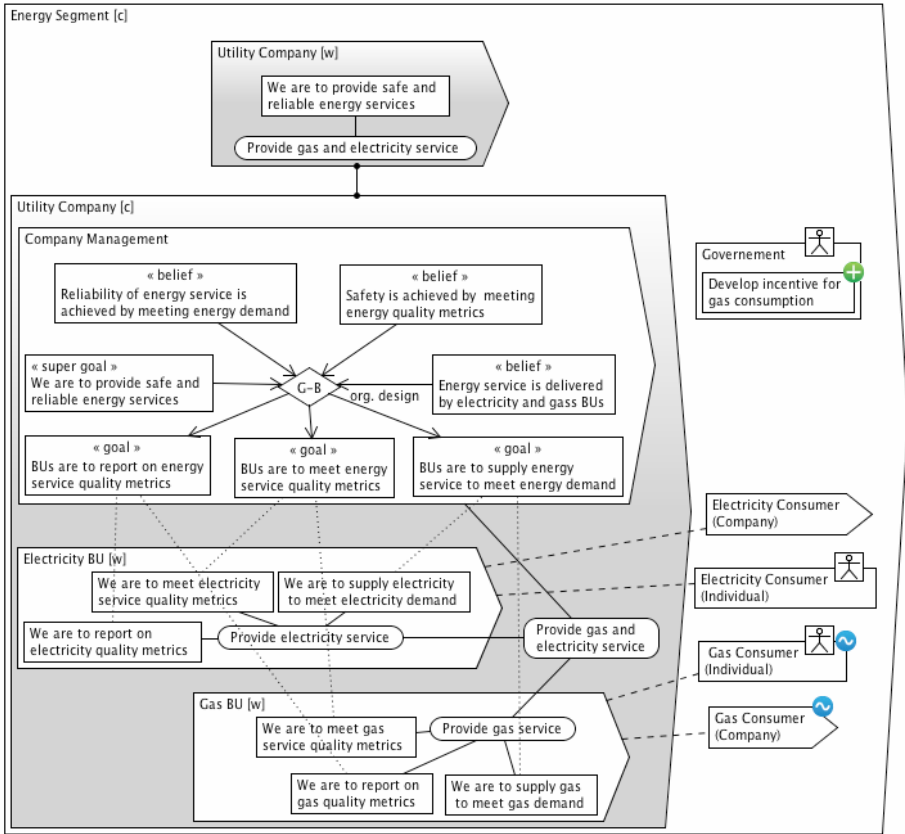 Energy Segment [c]
Utility Company [w]
We are to provide safe and
reliable energy services
Provide gas and electricity service
Utility Company [c]
Company Management
« belief »
Reliability of energy service is
achieved by meeting energy demand
« belief »
Safety is achieved by meeting
energy quality metrics
Governement
Develop incentive for
gas consumption
« super goal »
We are to provide safe and
reliable energy services
G-B
org. design
« belief »
Energy service is delivered
by electricity and gass BUs
« goal »
BUs are to report on energy
service quality metrics
« goal »
BUs are to meet energy
service quality metrics
« goal »
BUs are to supply energy
service to meet energy demand
Electricity Consumer
(Company)
Electricity BU [w]
We are to meet electricity
service quality metrics
We are to supply electricity
to meet electricity demand
Electricity Consumer
(Individual)
We are to report on
electricity quality metrics
Provide electricity service
Provide gas and
electricity service
Gas Consumer
(Individual)
Gas BU [w]
We are to meet gas
service quality metrics
Provide gas service
Gas Consumer
(Company)
We are to report on
gas quality metrics
We are to supply gas
to meet gas demand